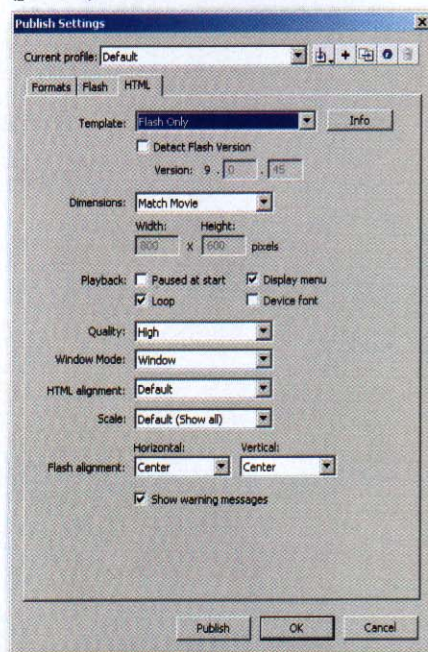 Publish Settings
Current profile: Default
Formats Flash HTML
Template: Flash Only Info
Detect Flash Version
Version: 9 . 0 . 45
Dimensions: Match Movie
Width: Height:
800 X 600 pixels
Playback: Paused at start Display menu
Loop Device font
Quality: High
Window Mode: Window
HTML alignment: Default
Scale: Default (Show all)
Horizontal: Vertical:
Flash alignment: Center Center
Show warning messages
Publish OK Cancel